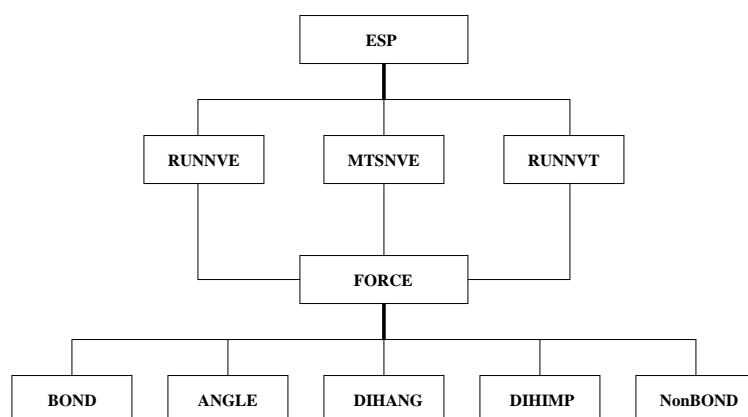 ESP
RUNNVE MTSNVE RUNNVT
FORCE
BOND ANGLE DIHANG DIHIMP NonBOND